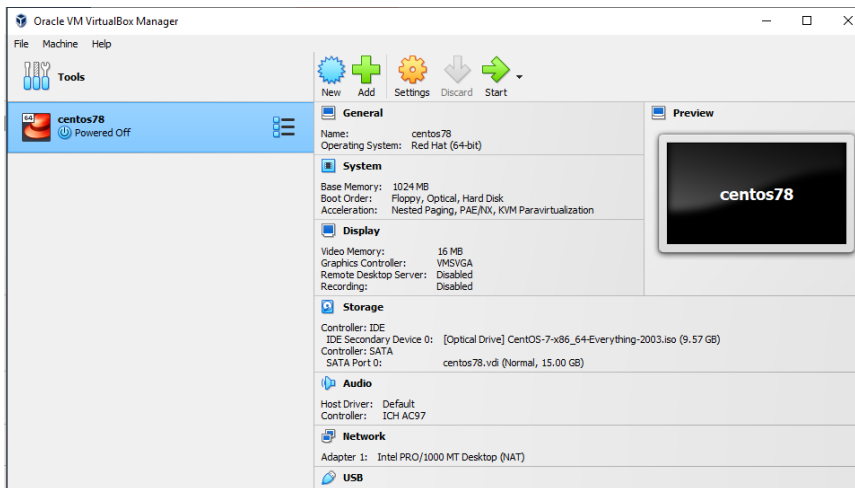 Oracle VM VirtualBox Manager
File Machine Help
Tools
New Add Settings Discard Start
64
centos78
Powered Off
General
Name: centos78
Operating System: Red Hat (64-bit)
System
Base Memory: 1024 MB
Boot Order: Floppy, Optical, Hard Disk
Acceleration: Nested Paging, PAE/NX, KVM Paravirtualization
Display
Video Memory: 16 MB
Graphics Controller: VMSVGA
Remote Desktop Server: Disabled
Recording: Disabled
Storage
Controller: IDE
IDE Secondary Device 0: [Optical Drive] CentOS-7-x86_64-Everything-2003.iso (9.57 GB)
Controller: SATA
SATA Port 0: centos78.vdi (Normal, 15.00 GB)
Audio
Host Driver: Default
Controller: ICH AC97
Network
Adapter 1: Intel PRO/1000 MT Desktop (NAT)
USB
Preview
centos78